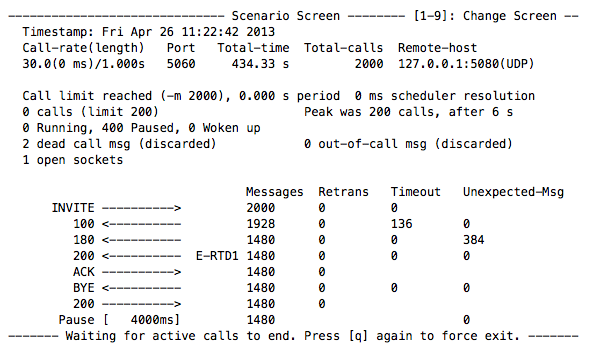 ------------------------------ Scenario Screen -------- [1-9]: Change Screen --
  Timestamp: Fri Apr 26 11:22:42 2013
  Call-rate(length)   Port   Total-time  Total-calls  Remote-host
  30.0(0 ms)/1.000s   5060     434.33 s         2000  127.0.0.1:5080(UDP)

  Call limit reached (-m 2000), 0.000 s period  0 ms scheduler resolution
  0 calls (limit 200)                    Peak was 200 calls, after 6 s
  0 Running, 400 Paused, 0 Woken up
  2 dead call msg (discarded)            0 out-of-call msg (discarded)
  1 open sockets

                                 Messages  Retrans   Timeout   Unexpected-Msg
      INVITE ---------->         2000      0         0
         100 <----------         1928      0         136       0
         180 <----------         1480      0         0         384
         200 <----------  E-RTD1 1480      0         0         0
         ACK ---------->         1480      0
         BYE <----------         1480      0         0         0
         200 ---------->         1480      0
       Pause [   4000ms]         1480                          0
------- Waiting for active calls to end. Press [q] again to force exit. -------